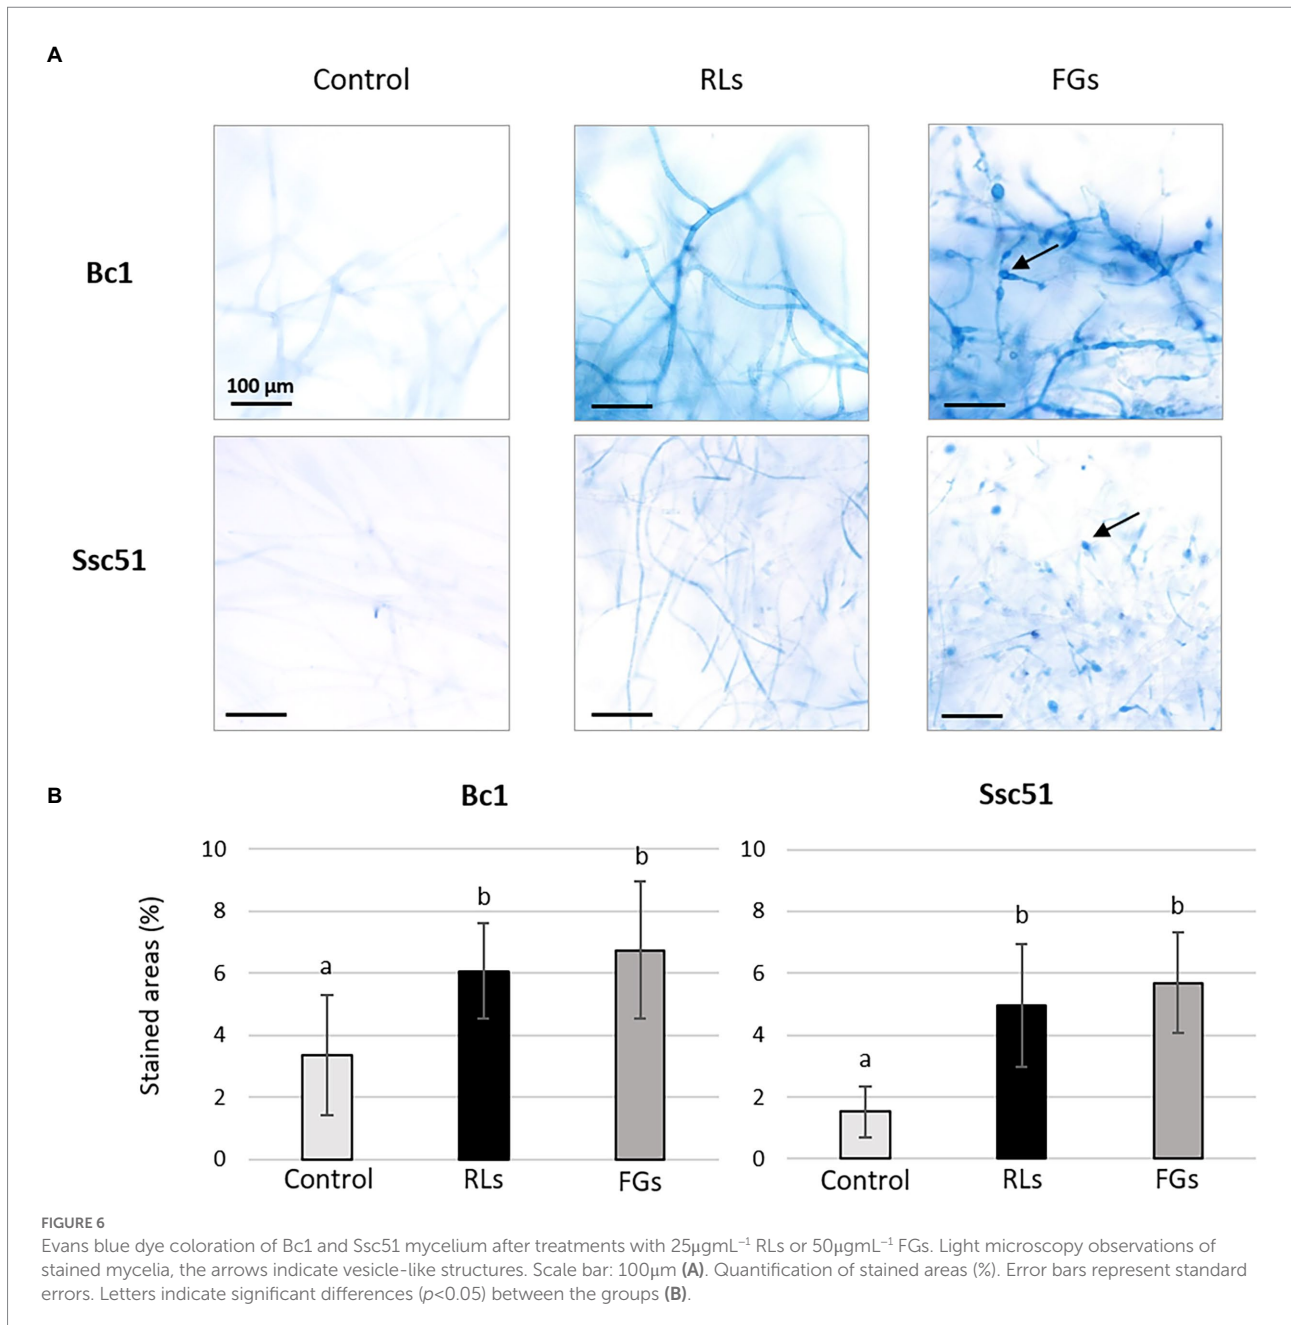 A
Control RLs FGs
Bc1
100 µm
Ssc51
B
Bc1 Ssc51
Stained areas (%)
10
8
6
4
2
0
a
b
b
Control RLs FGs
10
8
6
4
2
0
a
b
b
Control RLs FGs
FIGURE 6
Evans blue dye coloration of Bc1 and Ssc51 mycelium after treatments with 25µgmL⁻¹ RLs or 50µgmL⁻¹ FGs. Light microscopy observations of
stained mycelia, the arrows indicate vesicle-like structures. Scale bar: 100µm (A). Quantification of stained areas (%). Error bars represent standard
errors. Letters indicate significant differences (p<0.05) between the groups (B).